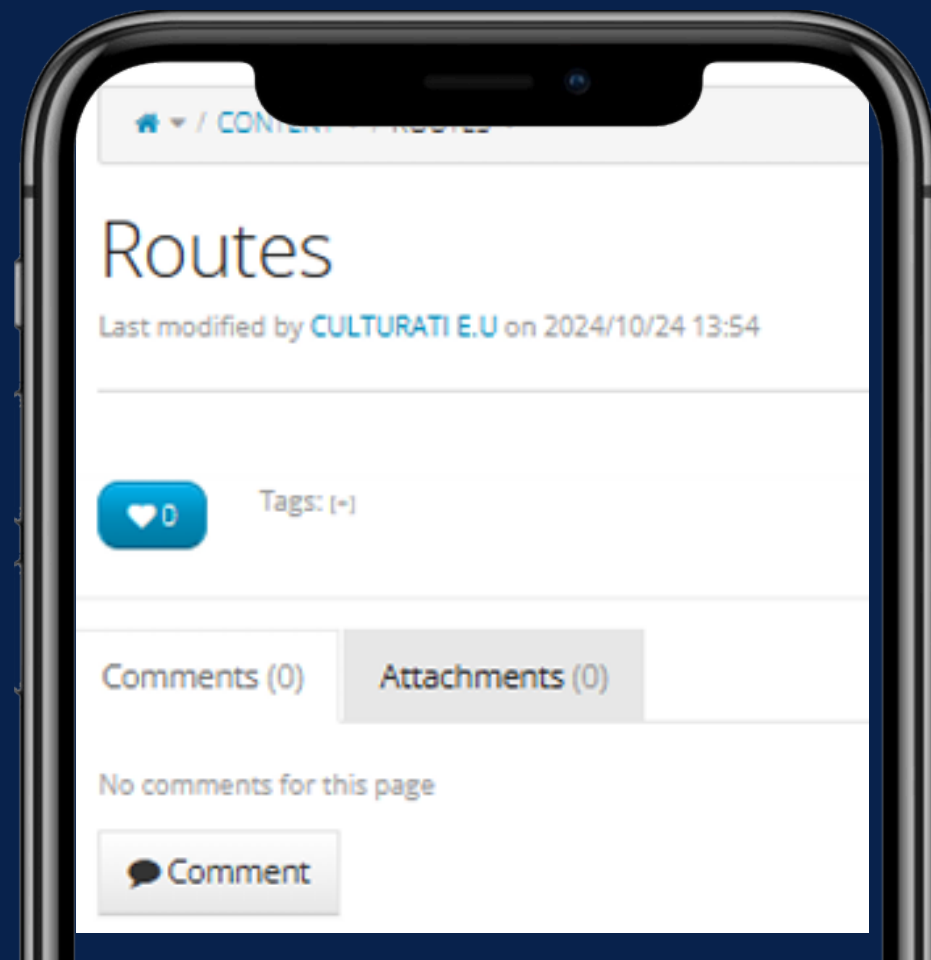 / CONTENT / ROUTES
Routes
Last modified by CULTURATI E.U on 2024/10/24 13:54
0 Tags: [+]
Comments (0) Attachments (0)
No comments for this page
Comment